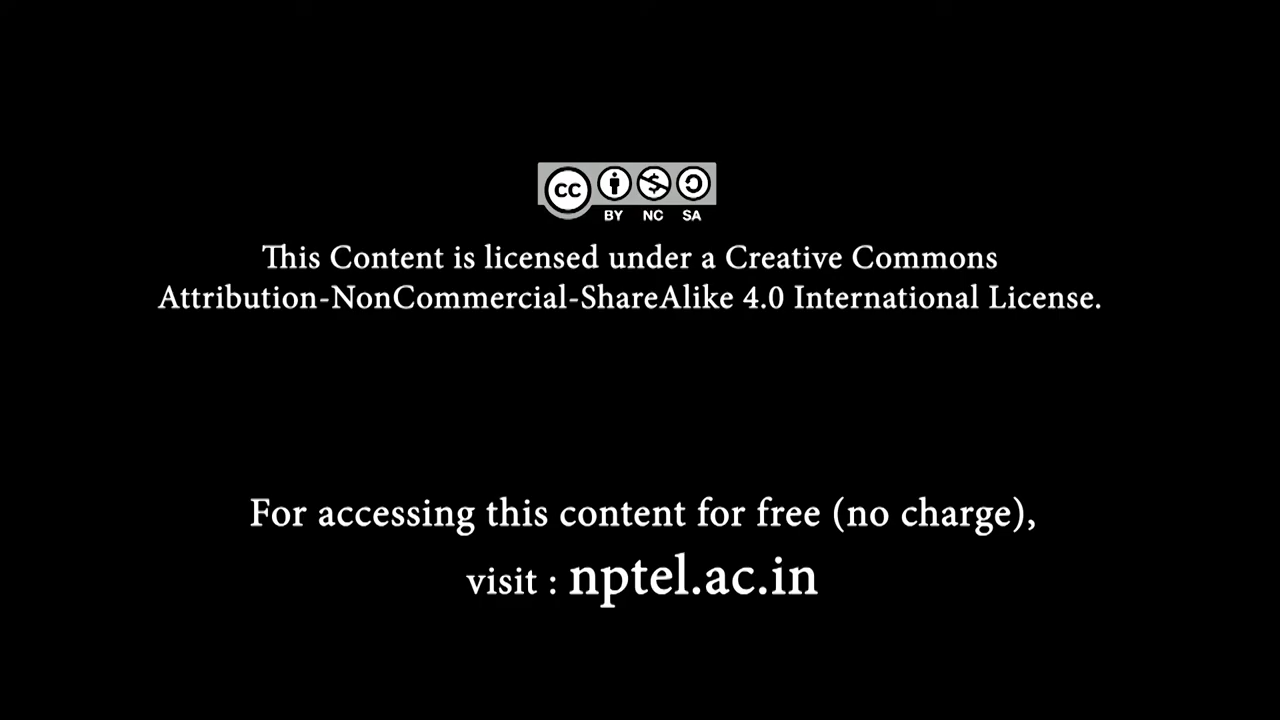 cc
BY NC SA
This Content is licensed under a Creative Commons
Attribution-NonCommercial-ShareAlike 4.0 International License.
For accessing this content for free (no charge),
visit : nptel.ac.in